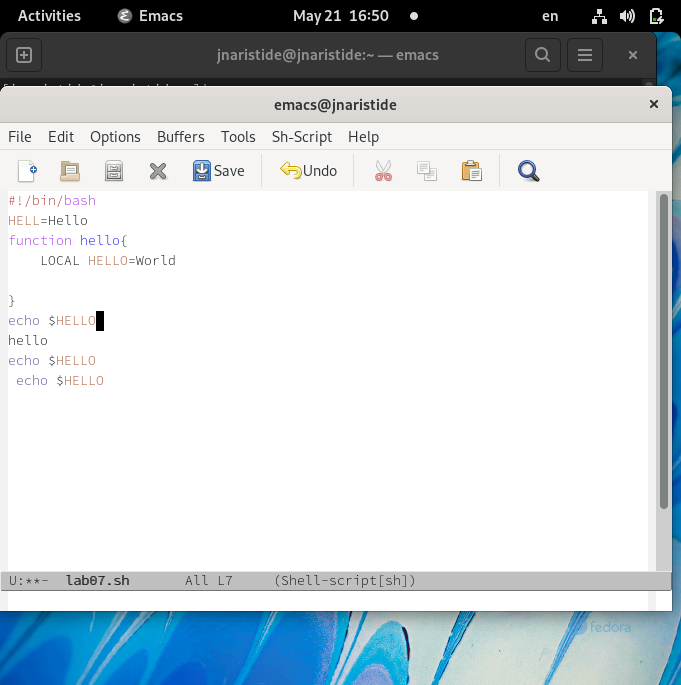 Activities Emacs May 21 16:50 en
jnaristide@jnaristide:~ — emacs
emacs@jnaristide
File Edit Options Buffers Tools Sh-Script Help
Save Undo
#!/bin/bash
HELL=Hello
function hello{
    LOCAL HELLO=World
}
echo $HELLO
hello
echo $HELLO
 echo $HELLO
U:**- lab07.sh All L7 (Shell-script[sh])
fedora